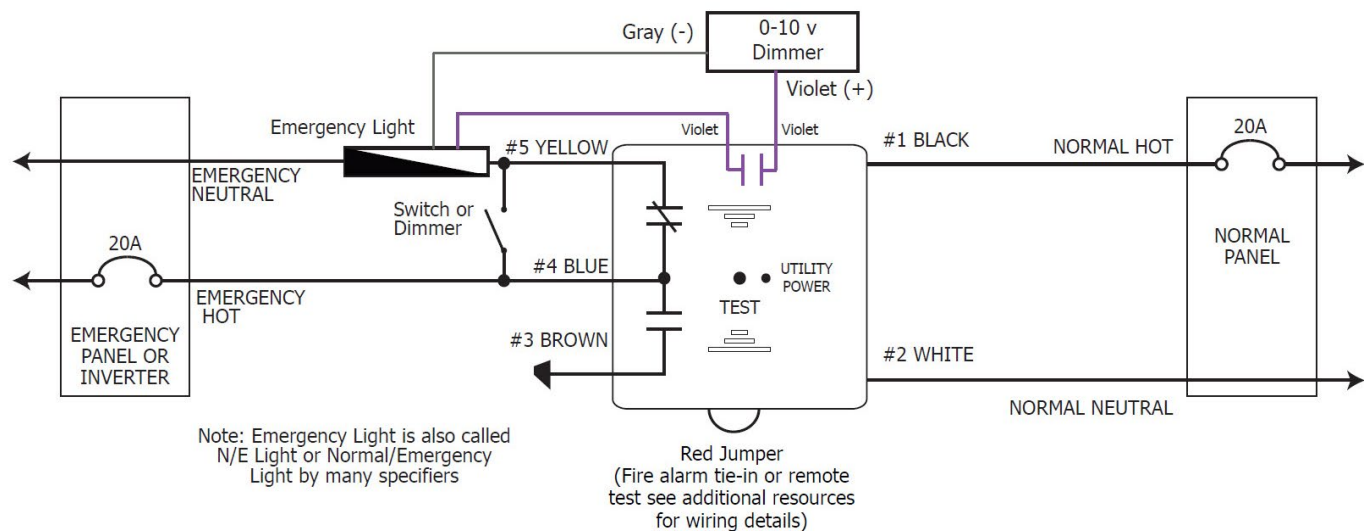 Gray (-)
0-10 v
Dimmer
Violet (+)
Emergency Light
Violet
Violet
#5 YELLOW
#1 BLACK
NORMAL HOT
20A
EMERGENCY
NEUTRAL
Switch or
Dimmer
20A
#4 BLUE
UTILITY
POWER
TEST
NORMAL
PANEL
EMERGENCY
HOT
EMERGENCY
PANEL OR
INVERTER
#3 BROWN
#2 WHITE
NORMAL NEUTRAL
Note: Emergency Light is also called
N/E Light or Normal/Emergency
Light by many specifiers
Red Jumper
(Fire alarm tie-in or remote
test see additional resources
for wiring details)